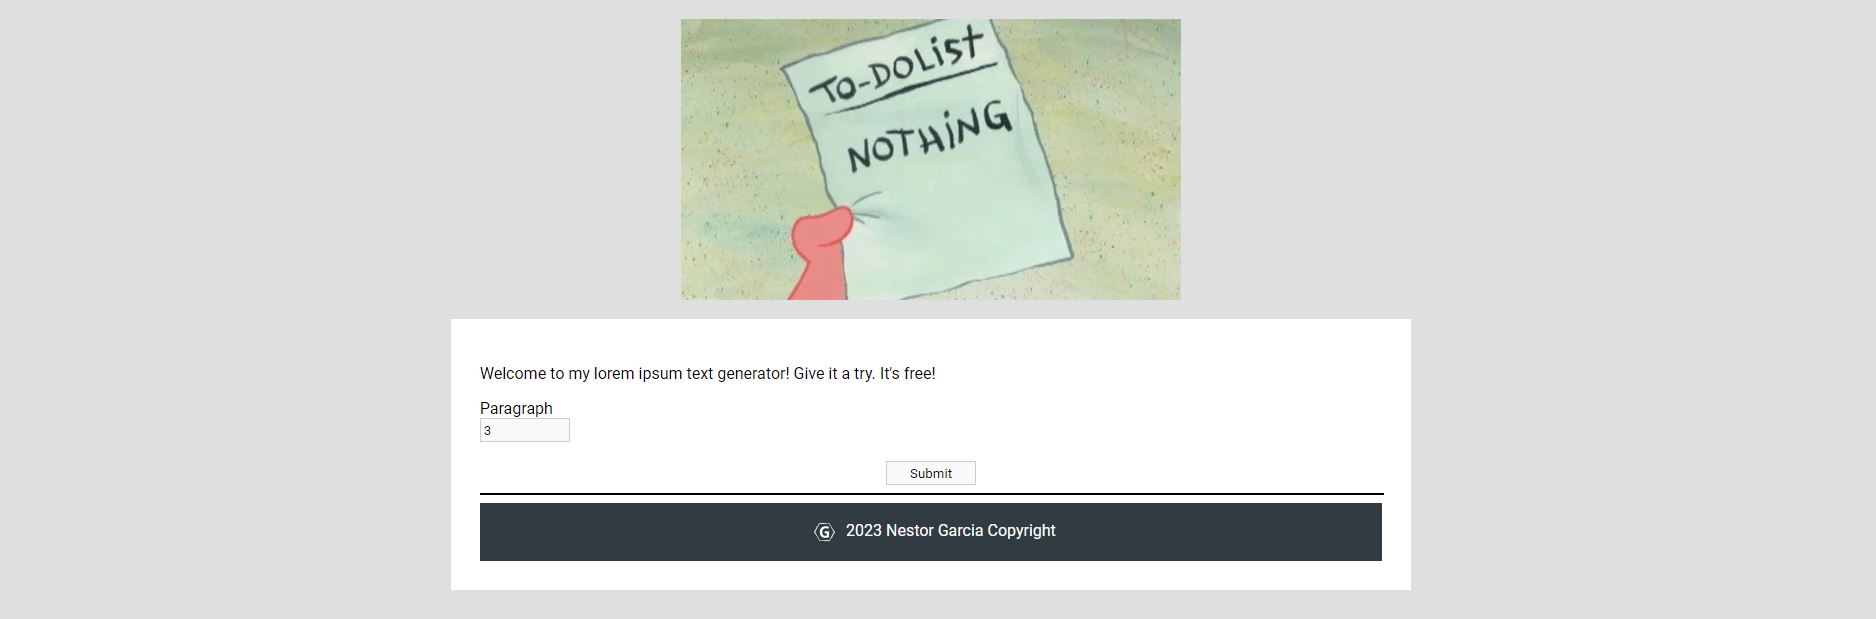 TO-DOLiST
NOTHiNG
Welcome to my lorem ipsum text generator! Give it a try. It's free!
Paragraph
3
Submit
G 2023 Nestor Garcia Copyright